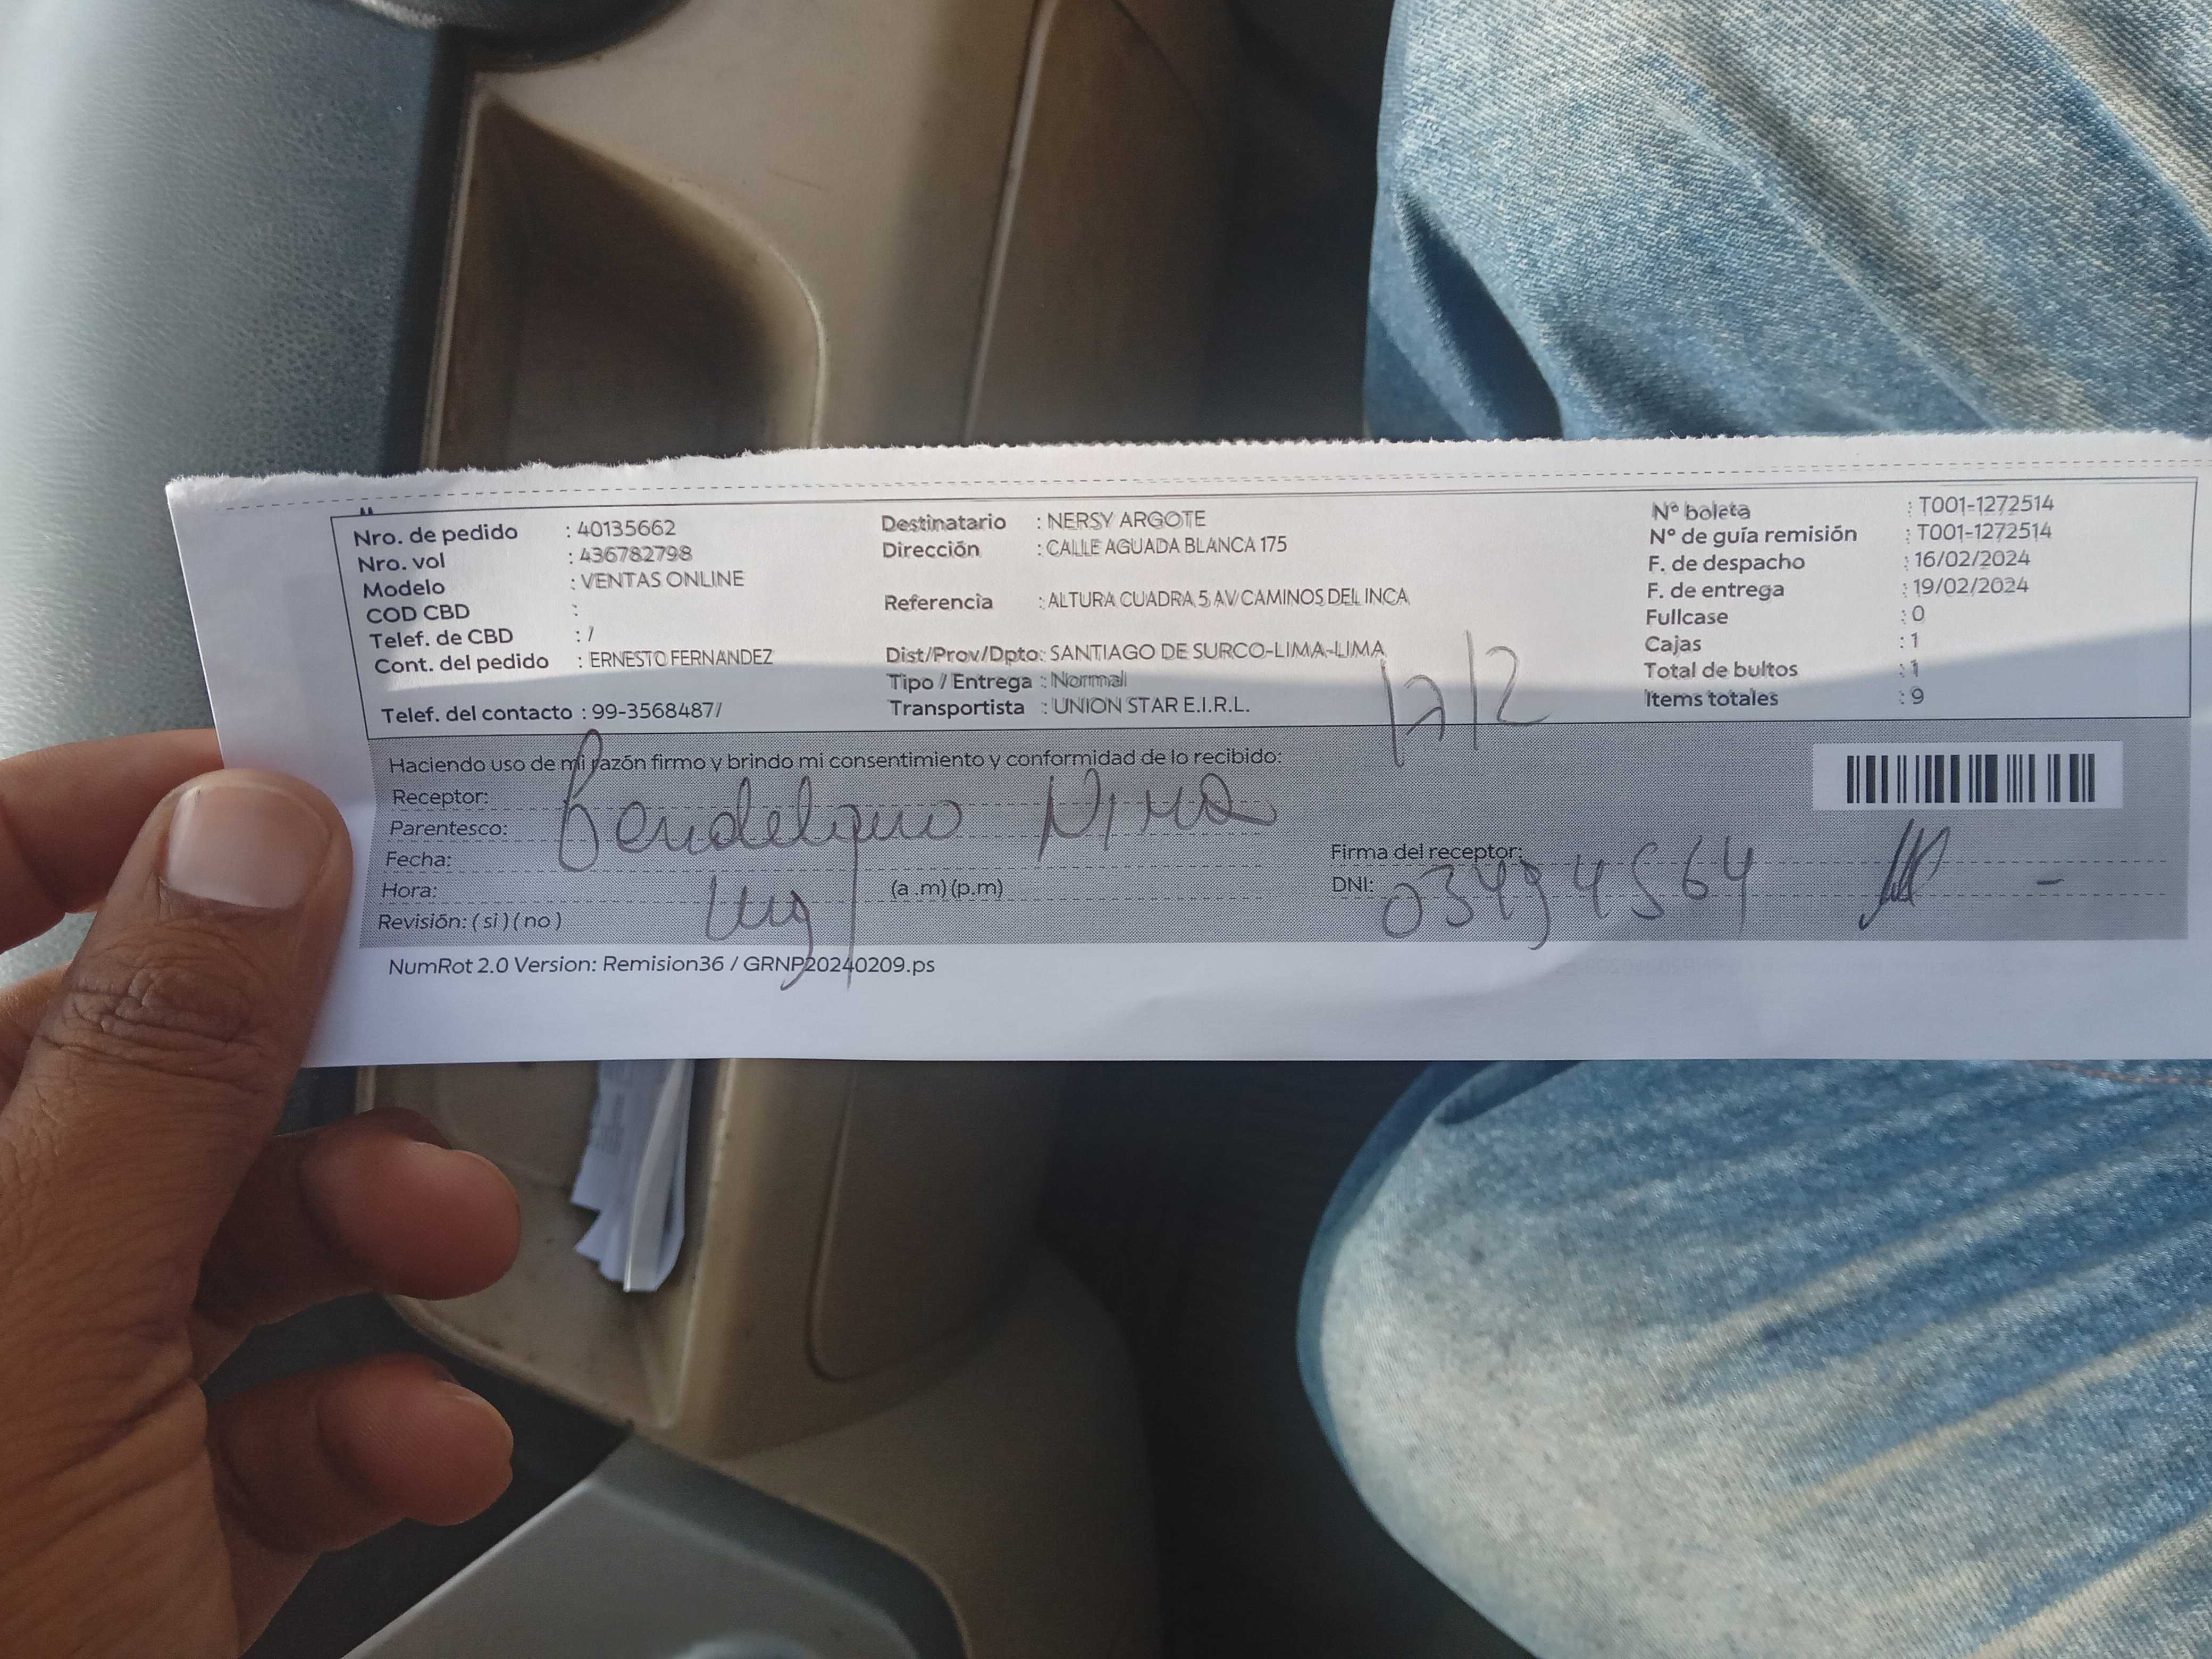 Nro. de pedido : 40135662
Nro. vol : 436782798
Modelo : VENTAS ONLINE
COD CBD :
Telef. de CBD : /
Cont. del pedido : ERNESTO FERNANDEZ
Telef. del contacto : 99-3568487/
Destinatario : NERSY ARGOTE
Dirección : CALLE AGUADA BLANCA 175
Referencia : ALTURA CUADRA 5 AV CAMINOS DEL INCA
Dist/Prov/Dpto: SANTIAGO DE SURCO-LIMA-LIMA
Tipo / Entrega : Normal
Transportista : UNION STAR E.I.R.L.
Nº boleta : T001-1272514
Nº de guía remisión : T001-1272514
F. de despacho : 16/02/2024
F. de entrega : 19/02/2024
Fullcase : 0
Cajas : 1
Total de bultos : 1
Items totales : 9
17/2
Haciendo uso de mi razón firmo y brindo mi consentimiento y conformidad de lo recibido:
Receptor:
Parentesco:
Fecha:
Hora: (a .m) (p.m)
Revisión: ( si ) ( no )
Firma del receptor:
DNI: 03494564
NumRot 2.0 Version: Remision36 / GRNP20240209.ps